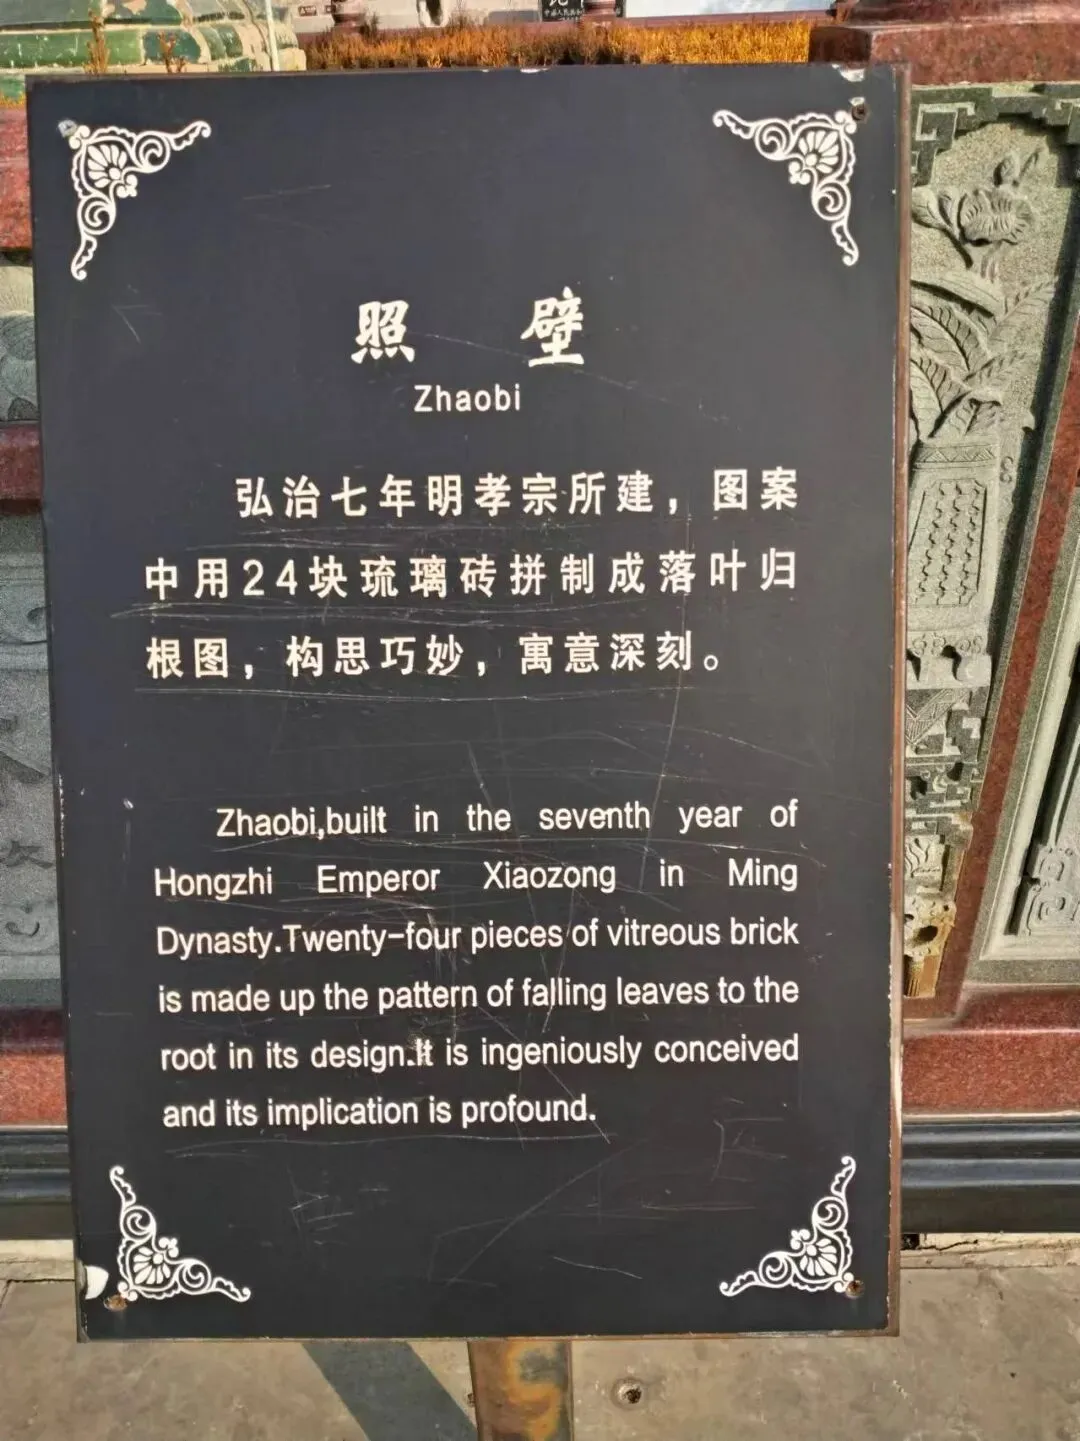 照 壁
Zhaobi
弘治七年明孝宗所建，图案
中用24块琉璃砖拼制成落叶归
根图，构思巧妙，寓意深刻。
Zhaobi,built in the seventh year of
Hongzhi Emperor Xiaozong in Ming
Dynasty.Twenty-four pieces of vitreous brick
is made up the pattern of falling leaves to the
root in its design.It is ingeniously conceived
and its implication is profound.